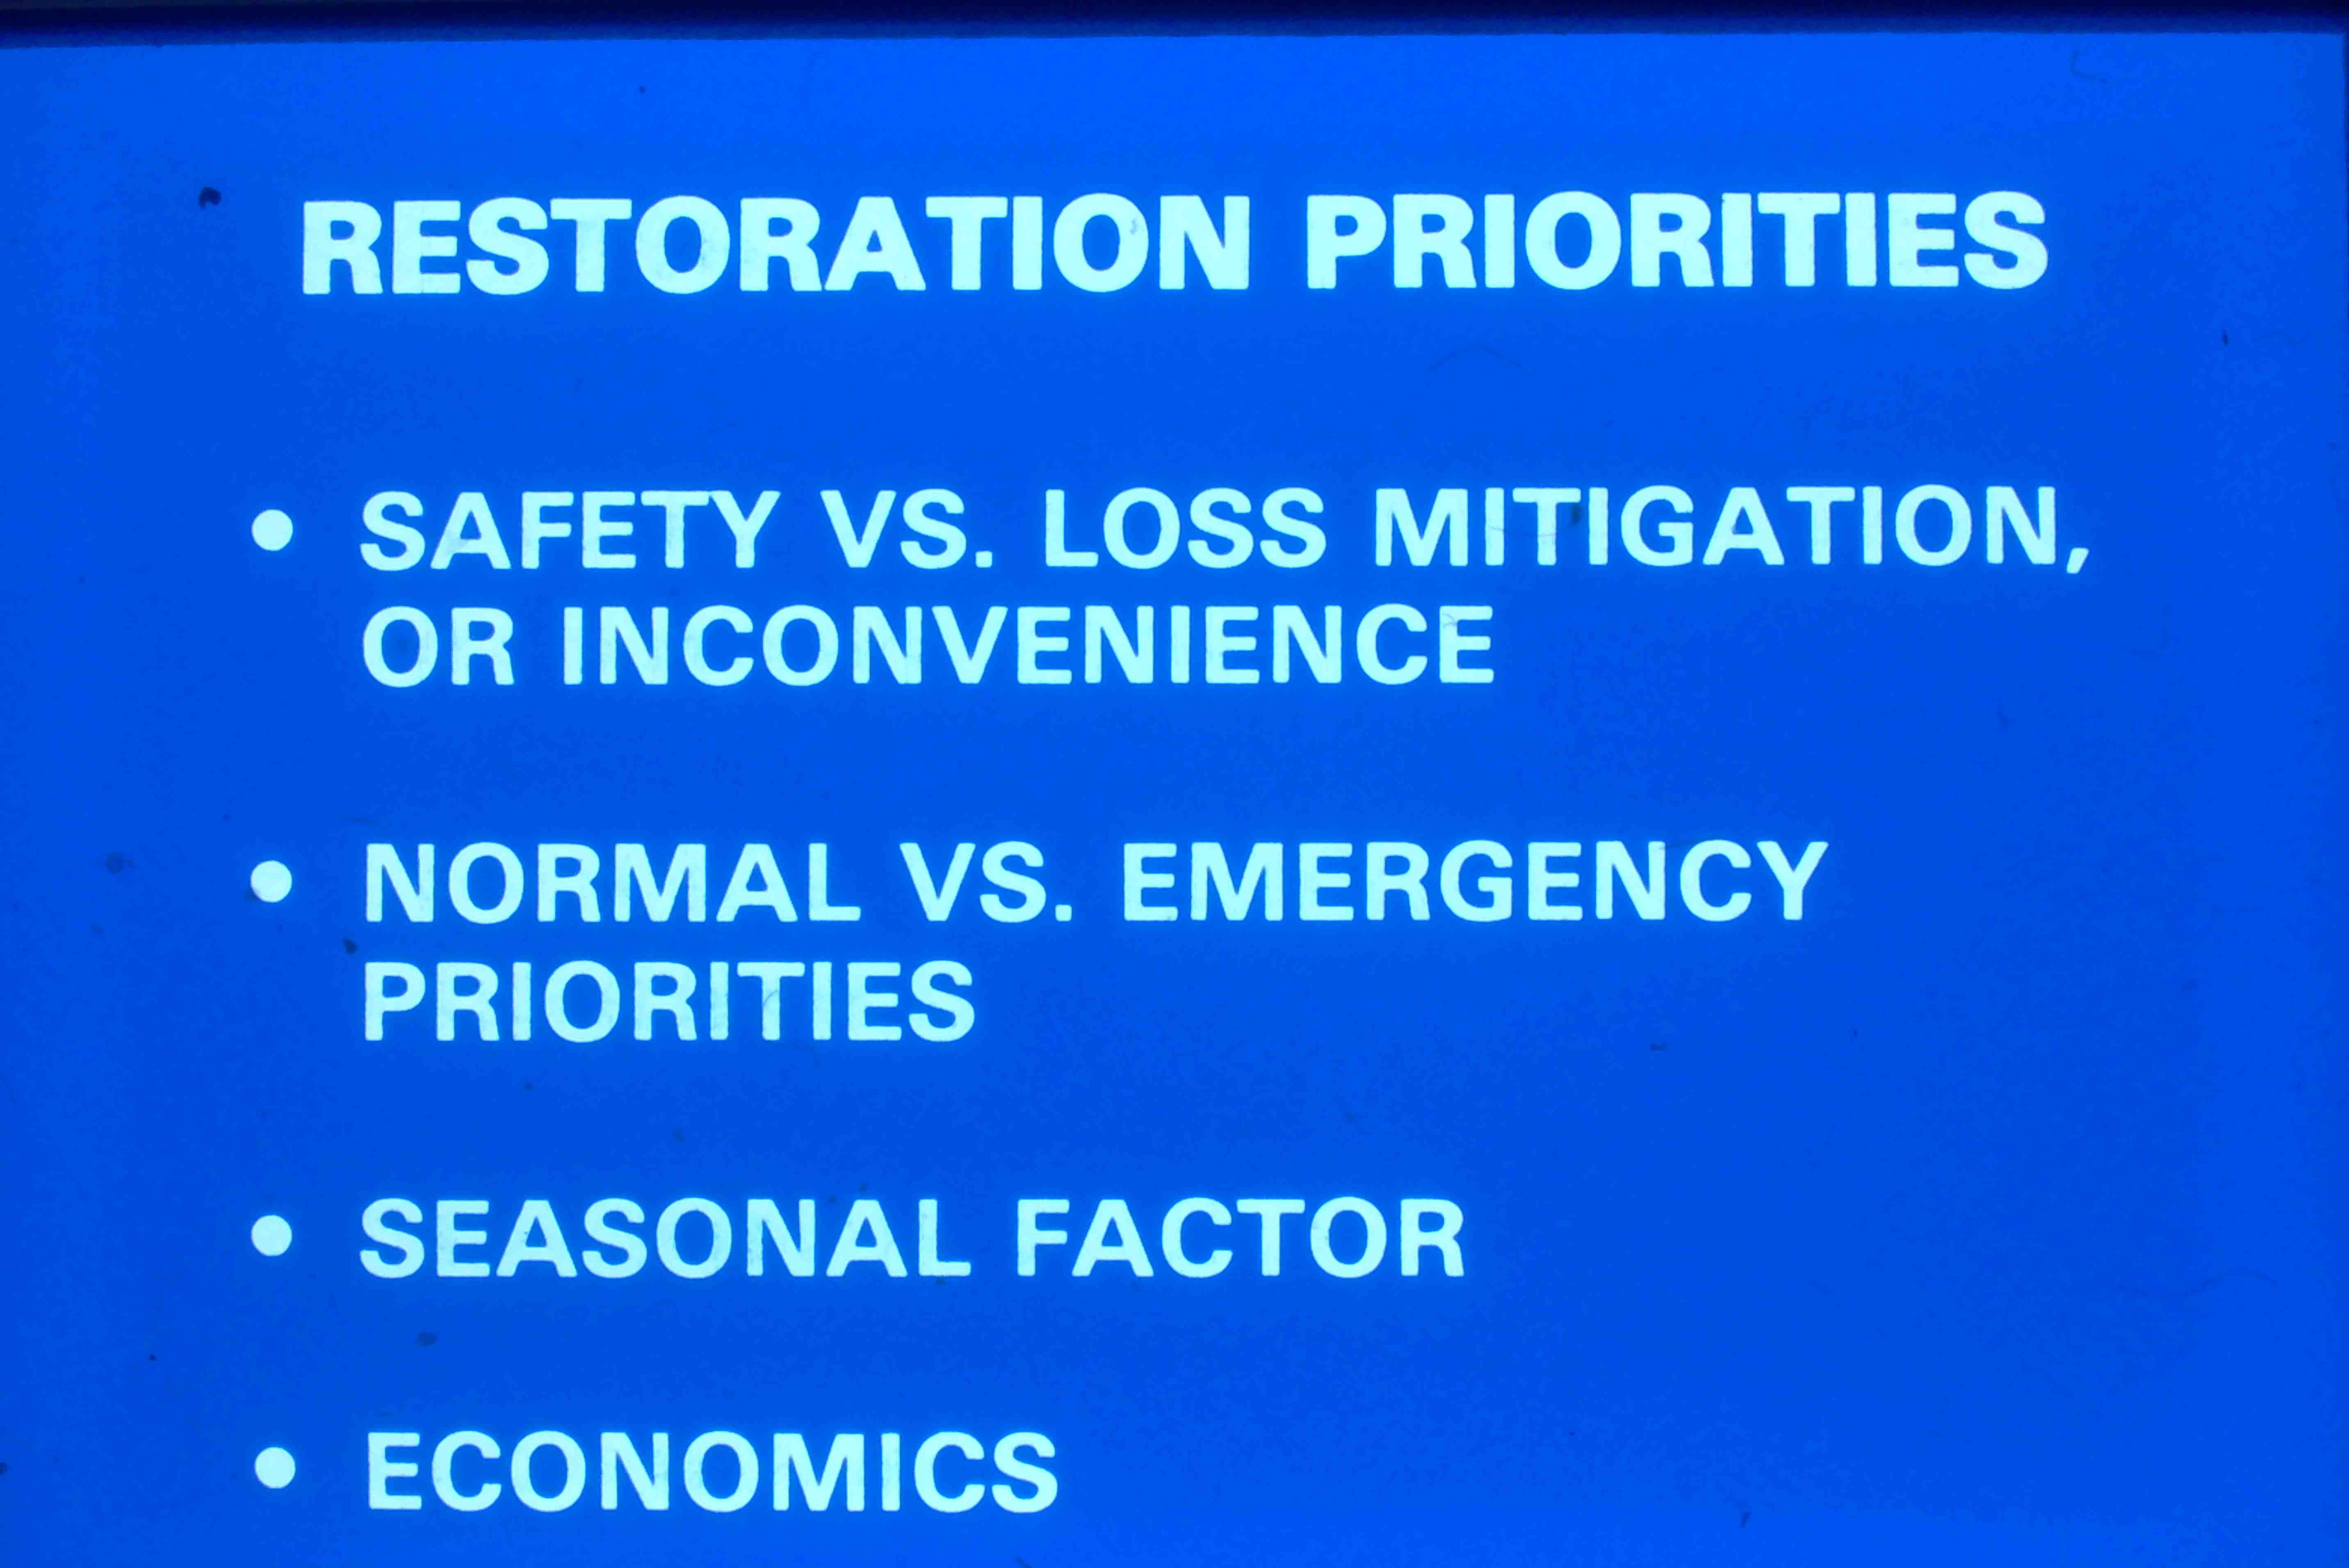 RESTORATION PRIORITIES
• SAFETY VS. LOSS MITIGATION,
OR INCONVENIENCE
• NORMAL VS. EMERGENCY
PRIORITIES
• SEASONAL FACTOR
• ECONOMICS